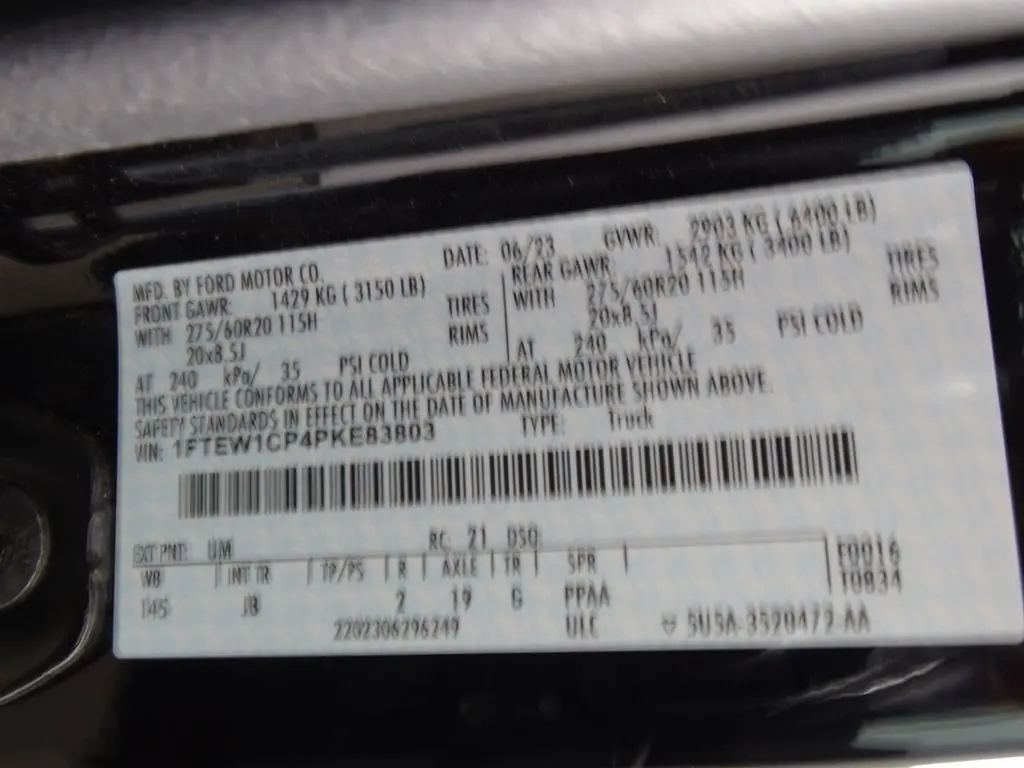 MFD. BY FORD MOTOR CO.
DATE: 06/23 GVWR: 2903 KG ( 6400 LB)
FRONT GAWR: 1429 KG ( 3150 LB)
WITH 275/60R20 115H TIRES
20x8.5J RIMS
AT 240 kPa/ 35 PSI COLD
REAR GAWR: 1542 KG ( 3400 LB)
WITH 275/60R20 115H TIRES
20x8.5J RIMS
AT 240 kPa/ 35 PSI COLD
THIS VEHICLE CONFORMS TO ALL APPLICABLE FEDERAL MOTOR VEHICLE
SAFETY STANDARDS IN EFFECT ON THE DATE OF MANUFACTURE SHOWN ABOVE.
VIN: 1FTEW1CP4PKE83803 TYPE: Truck
EXT PNT: UM RC: 21 DSO:
WB INT TR TP/PS R AXLE TR SPR
145 JB 2 19 G PPAA
F0016
T0834
2202306296249 ULC 5U5A-3520472-AA